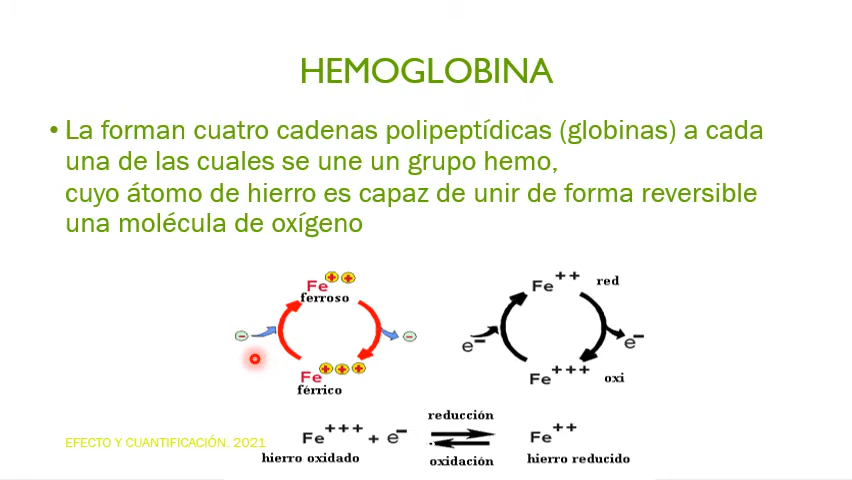 HEMOGLOBINA
• La forman cuatro cadenas polipeptídicas (globinas) a cada
una de las cuales se une un grupo hemo,
cuyo átomo de hierro es capaz de unir de forma reversible
una molécula de oxígeno
Fe++
ferroso
−
−
Fe+++
férrico
Fe++ red
e−
e−
Fe+++ oxi
reducción
Fe+++ + e−
Fe++
hierro oxidado
oxidación
hierro reducido
EFECTO Y CUANTIFICACIÓN. 2021